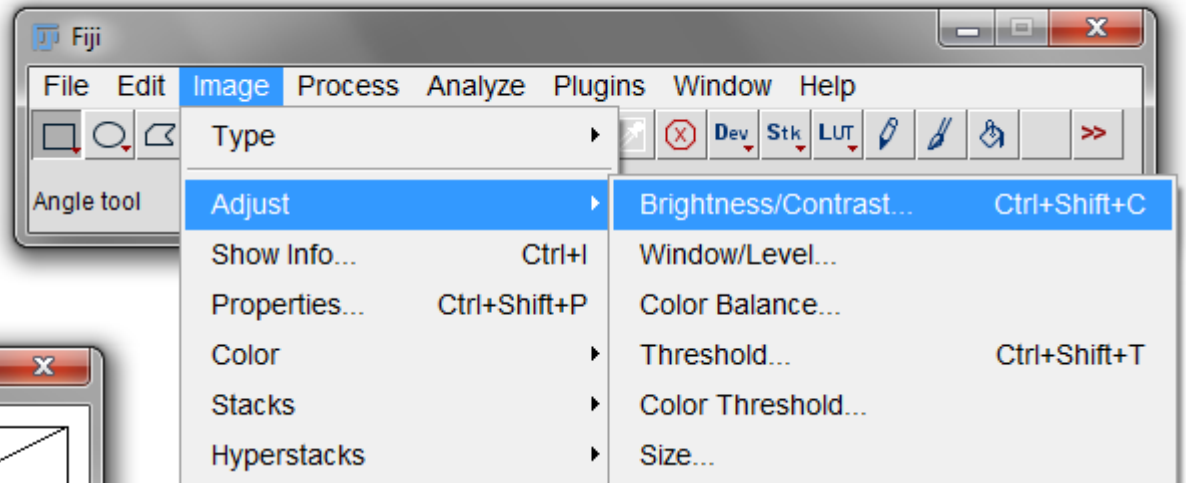 Fiji
File Edit Image Process Analyze Plugins Window Help
Dev Stk LUT >>
Angle tool
Type
Adjust
Show Info... Ctrl+I
Properties... Ctrl+Shift+P
Color
Stacks
Hyperstacks
Brightness/Contrast... Ctrl+Shift+C
Window/Level...
Color Balance...
Threshold... Ctrl+Shift+T
Color Threshold...
Size...